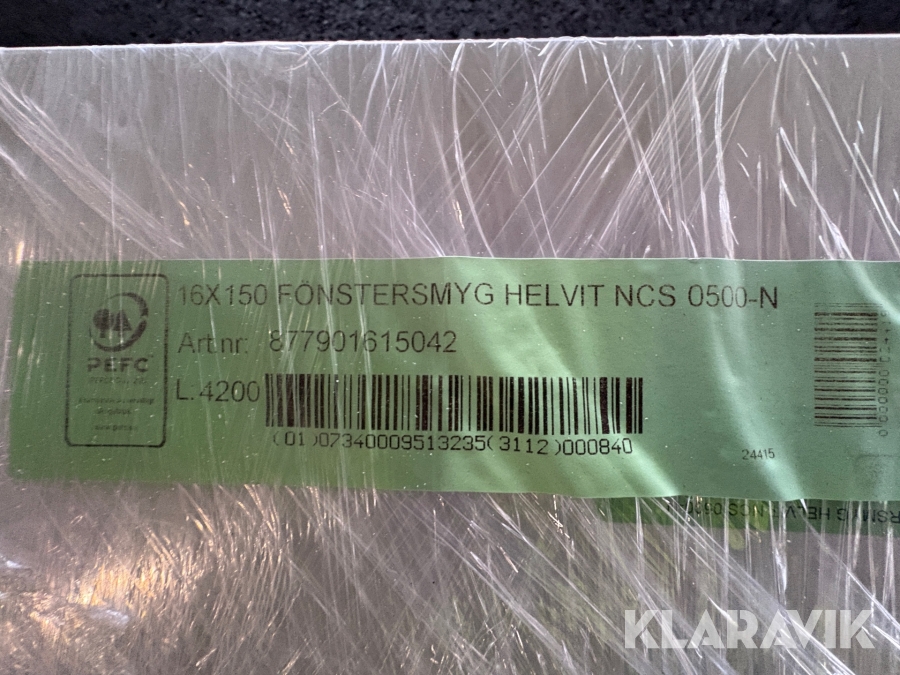 16X150 FÖNSTERSMYG HELVIT NCS 0500-N
Art.nr: 877901615042
PEFC
L:4200
(01)07340009513235(3112)000840
24415
KLARAVIK